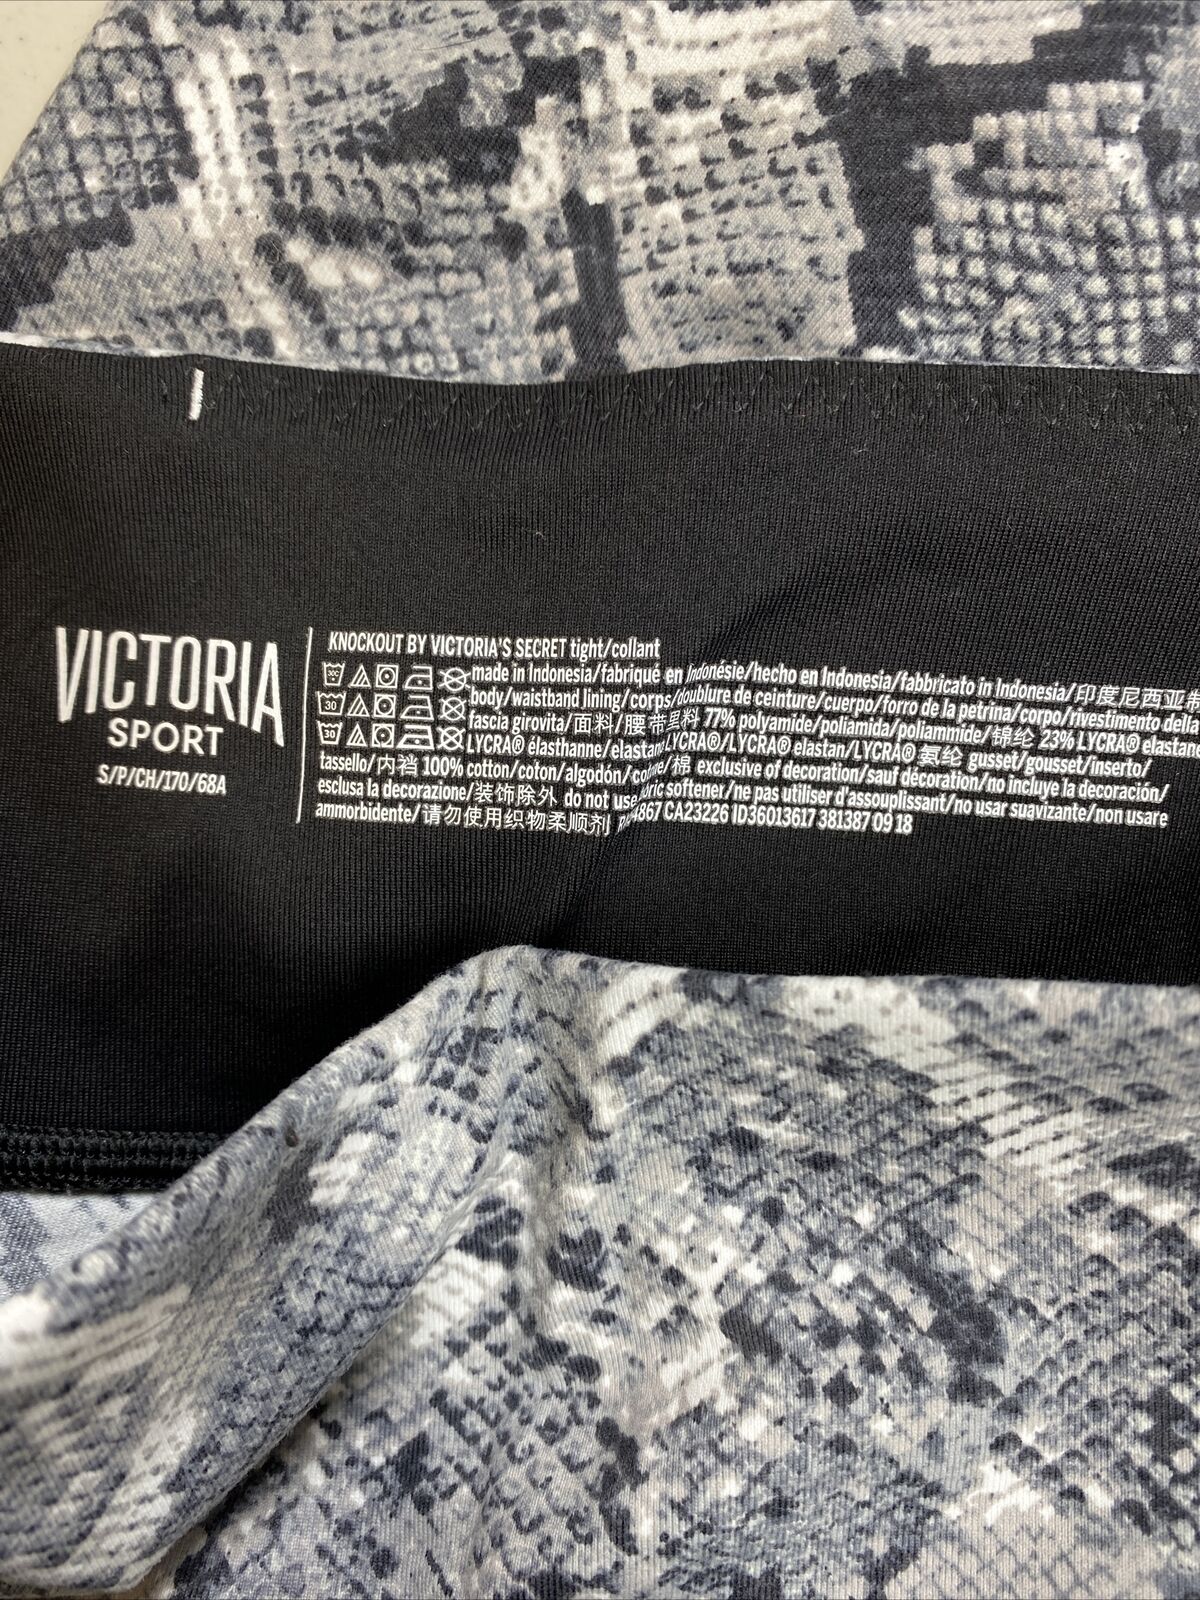 VICTORIA
SPORT
S/P/CH/170/68A
KNOCKOUT BY VICTORIA'S SECRET tight/collant
made in Indonesia/fabriqué en Indonésie/hecho en Indonesia/fabbricato in Indonesia/印度尼西亚制
30C
body/waistband lining/corps/doublure de ceinture/cuerpo/forro de la petrina/corpo/rivestimento della
30
fascia girovita/面料/腰带里料 77% polyamide/poliamida/poliammide/锦纶 23% LYCRA® elastane
30
LYCRA® élasthanne/elastano LYCRA®/LYCRA® elastan/LYCRA® 氨纶 gusset/gousset/inserto/
tassello/内裆 100% cotton/coton/algodón/cotone/棉 exclusive of decoration/sauf décoration/no incluye la decoración/
esclusa la decorazione/装饰除外 do not use softener/ne pas utiliser d'assouplissant/no usar suavizante/non usare
ammorbidente/请勿使用织物柔顺剂 CA23226 ID36013617 381387 09 18